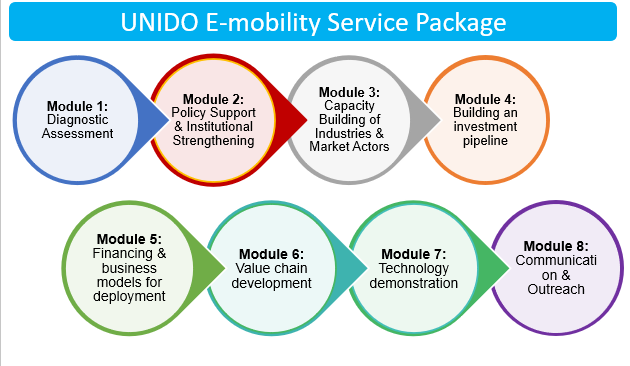 UNIDO E-mobility Service Package
Module 1:
Diagnostic
Assessment
Module 2:
Policy Support
& Institutional
Strengthening
Module 3:
Capacity
Building of
Industries &
Market Actors
Module 4:
Building an
investment
pipeline
Module 5:
Financing &
business
models for
deployment
Module 6:
Value chain
development
Module 7:
Technology
demonstration
Module 8:
Communicati
on &
Outreach